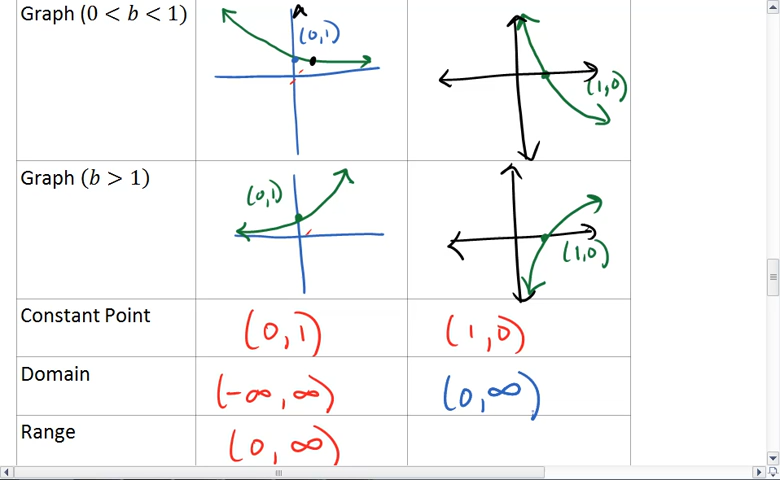 Graph (0 < b < 1)
(0,1)
(1,0)
Graph (b > 1)
(0,1)
(1,0)
Constant Point
(0,1)
(1,0)
Domain
(-∞,∞)
(0,∞)
Range
(0,∞)